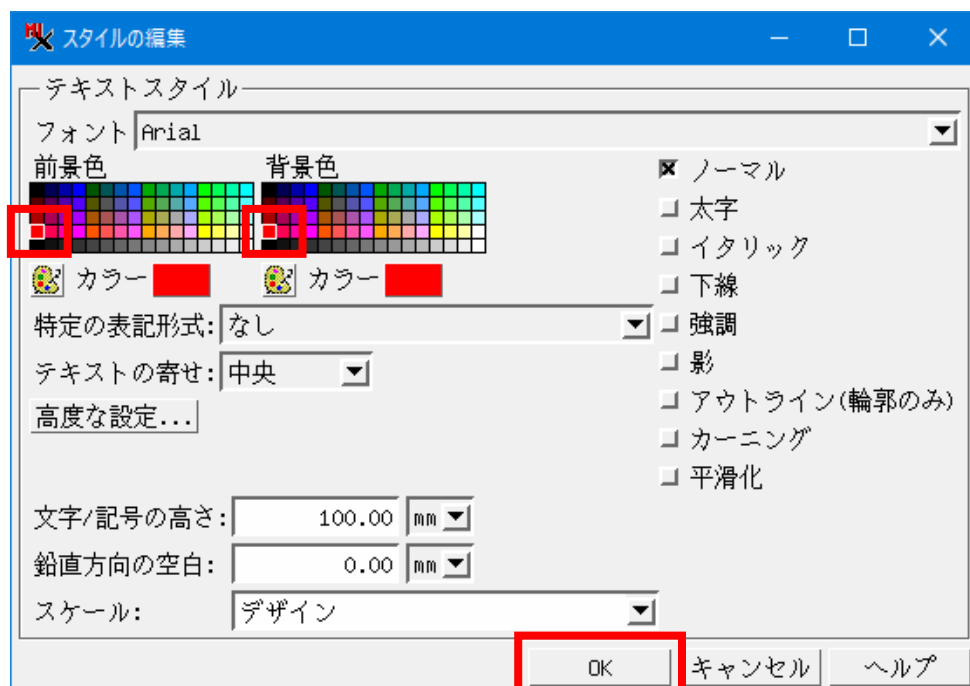 MUX スタイルの編集
テキストスタイル
フォント Arial
前景色 背景色
ノーマル
太字
イタリック
カラー カラー
下線
特定の表記形式: なし
強調
影
テキストの寄せ: 中央
アウトライン(輪郭のみ)
高度な設定...
カーニング
平滑化
文字/記号の高さ: 100.00 mm
鉛直方向の空白: 0.00 mm
スケール: デザイン
OK キャンセル ヘルプ